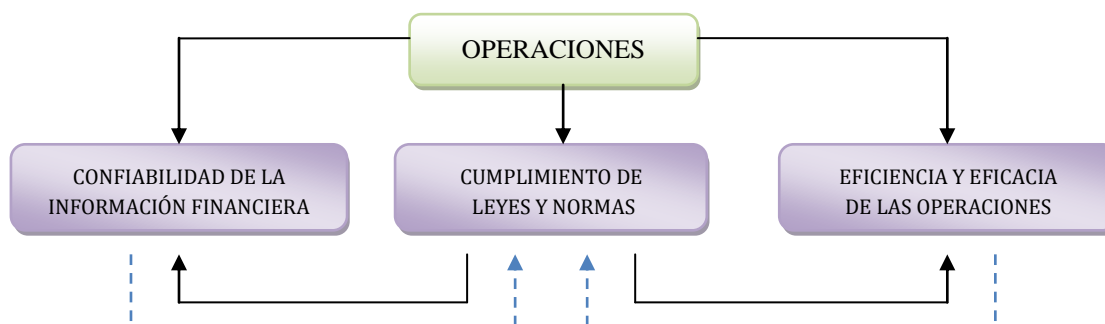 OPERACIONES
CONFIABILIDAD DE LA
INFORMACIÓN FINANCIERA
CUMPLIMIENTO DE
LEYES Y NORMAS
EFICIENCIA Y EFICACIA
DE LAS OPERACIONES